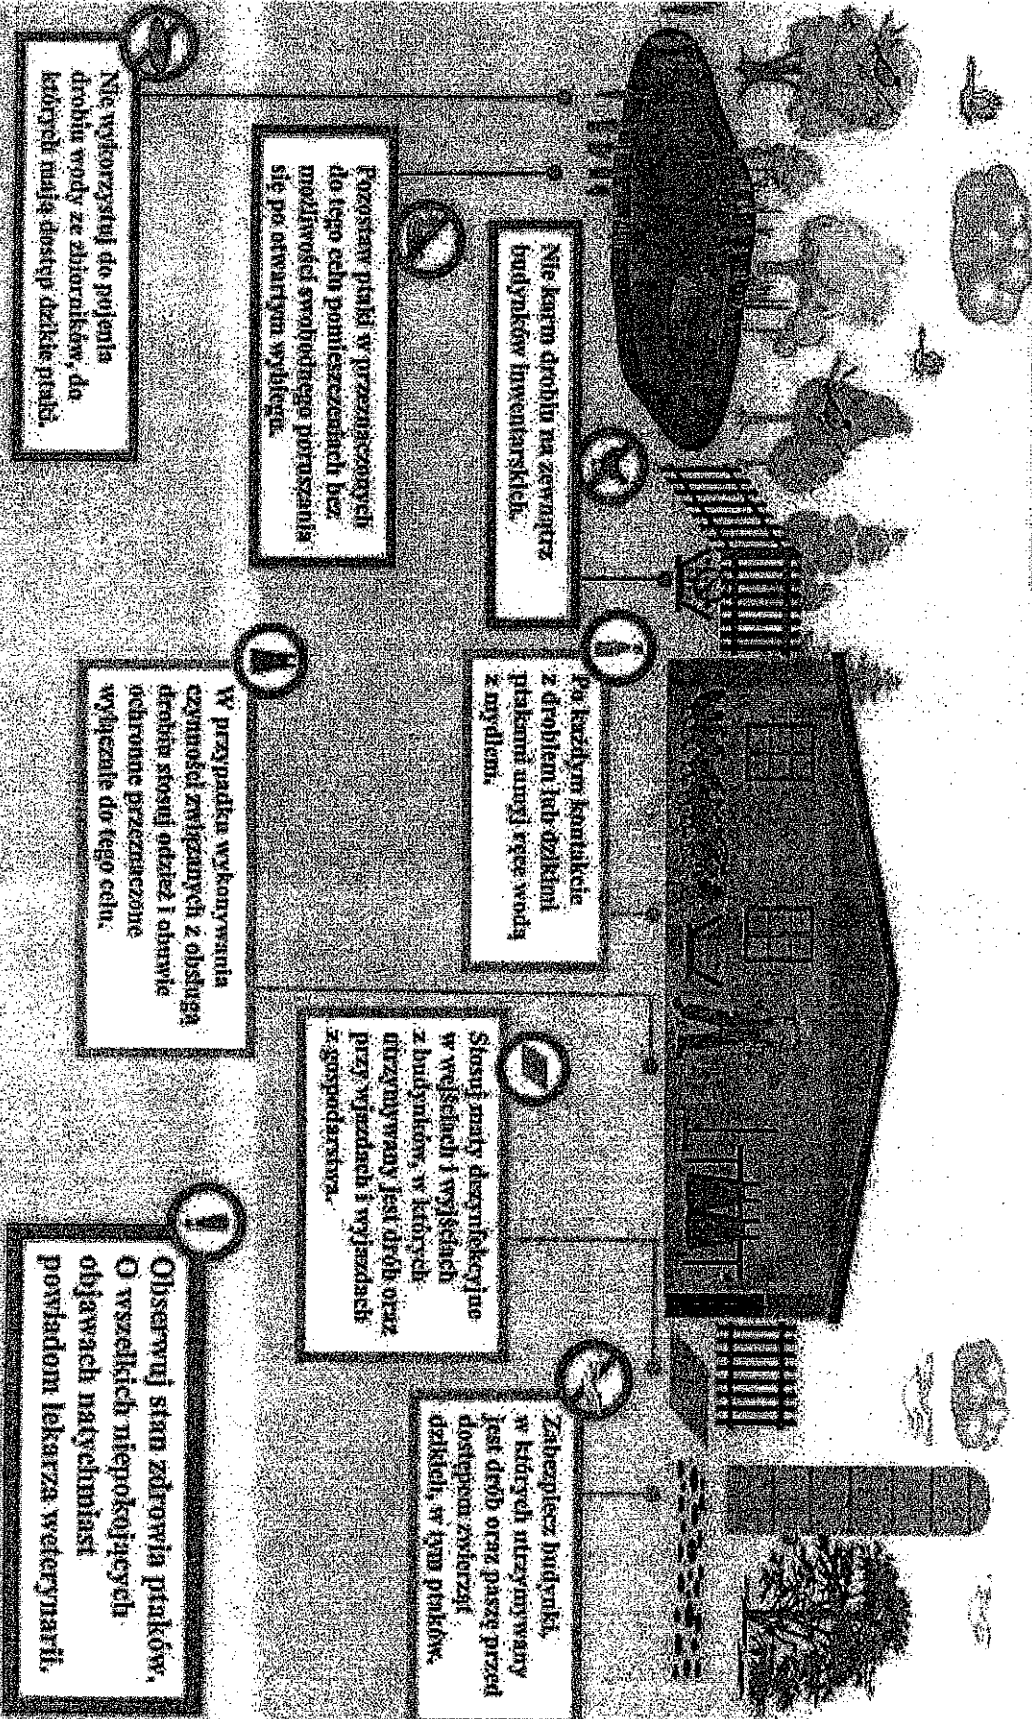 Nie wykorzystuj do pojenia
drobiu wody ze zbiorników, do
których mają dostęp dzikie ptaki.
Pozostaw ptaki w przeznaczonych
do tego celu pomieszczeniach bez
możliwości swobodnego poruszania
się po otwartym wybiegu.
Nie karm drobiu na zewnątrz
budynków inwentarskich.
Po każdym kontakcie
z drobiem lub dzikimi
ptakami umyj ręce wodą
z mydłem.
W przypadku wykonywania
czynności związanych z obsługą
drobiu stosuj odzież i obuwie
ochronne przeznaczone
wyłącznie do tego celu.
Stosuj maty dezynfekcyjne
w wejściach i wyjściach
z budynków, w których
utrzymywany jest drób oraz
przy wjazdach i wyjazdach
z gospodarstwa.
Zabezpiecz budynki,
w których utrzymywany
jest drób oraz paszę przed
dostępem zwierząt
dzikich, w tym ptaków.
Obserwuj stan zdrowia ptaków.
O wszelkich niepokojących
objawach natychmiast
powiadom lekarza weterynarii.